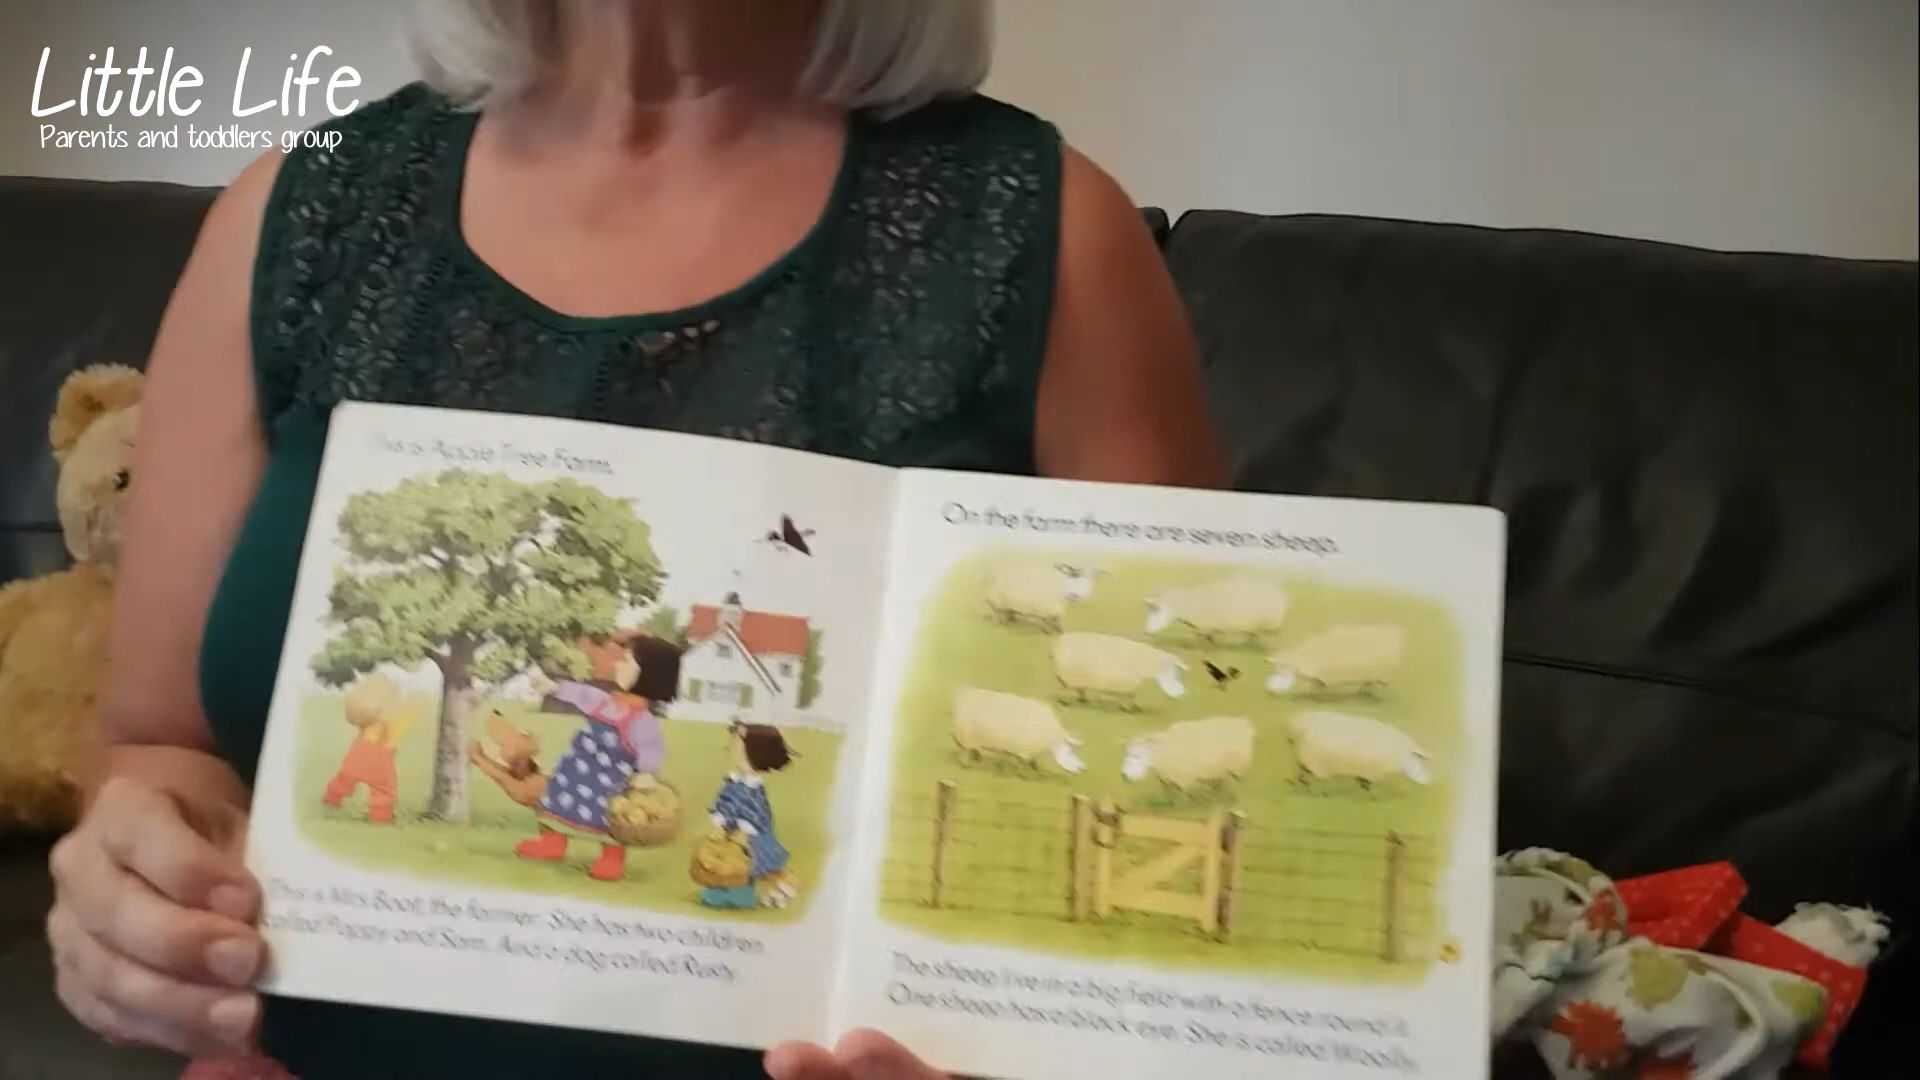 Little Life
Parents and toddlers group
This is Apple Tree Farm.
This is Mrs Boot, the farmer. She has two children
called Poppy and Sam. And a dog called Rusty.
On the farm there are seven sheep.
The sheep live in a big field with a fence round it.
One sheep has a black eye. She is called Woolly.